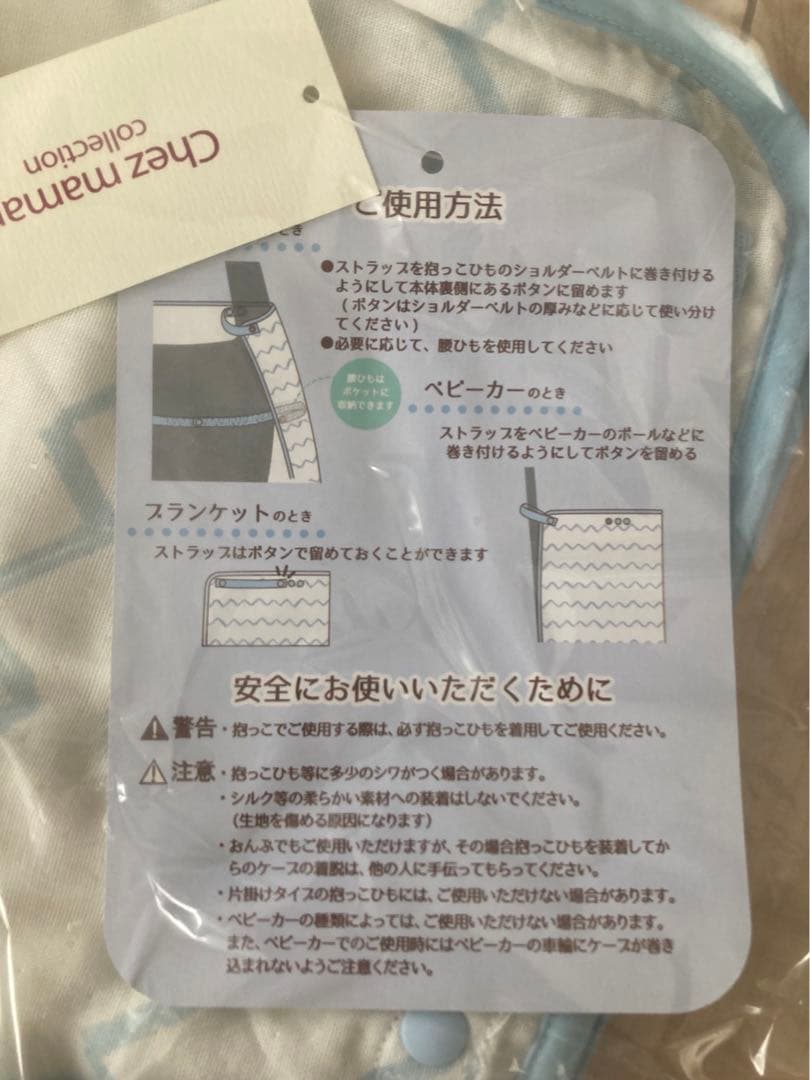 Chez mama
collection
ご使用方法
とき
●ストラップを抱っこひものショルダーベルトに巻き付ける
ようにして本体裏側にあるボタンに留めます
(ボタンはショルダーベルトの厚みなどに応じて使い分け
てください)
●必要に応じて、腰ひもを使用してください
腰ひもは
ポケットに
収納できます
ベビーカーのとき
ストラップをベビーカーのポールなどに
巻き付けるようにしてボタンを留める
ブランケットのとき
ストラップはボタンで留めておくことができます
安全にお使いいただくために
警告・抱っこでご使用する際は、必ず抱っこひもを着用してご使用ください。
注意・抱っこひも等に多少のシワがつく場合があります。
・シルク等の柔らかい素材への装着はしないでください。
(生地を傷める原因になります)
・おんぶでもご使用いただけますが、その場合抱っこひもを装着してか
らのケープの着脱は、他の人に手伝ってもらってください。
・片掛けタイプの抱っこひもには、ご使用いただけない場合があります。
・ベビーカーの種類によっては、ご使用いただけない場合があります。
また、ベビーカーでのご使用時にはベビーカーの車輪にケープが巻き
込まれないようご注意ください。